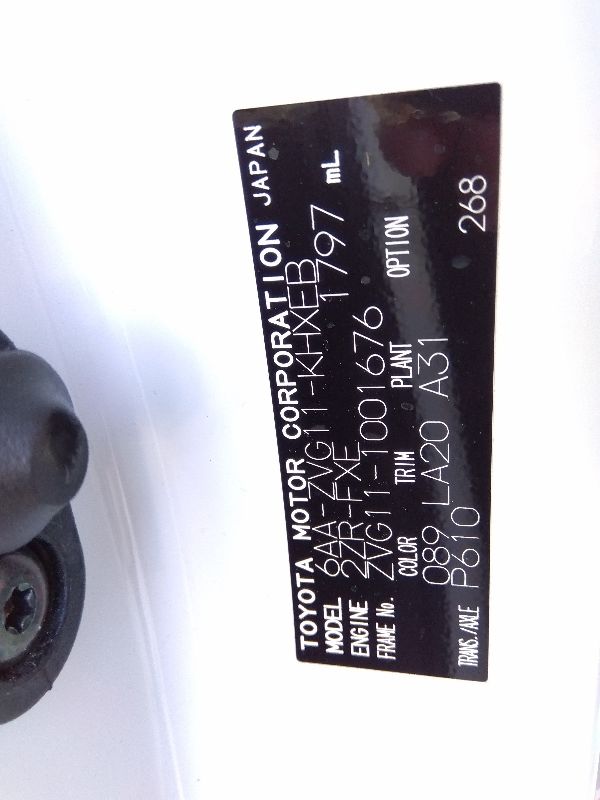 TOYOTA MOTOR CORPORATION JAPAN
MODEL 6AA-ZVG11-KHXEB
ENGINE 2ZR-FXE 1797 mL
FRAME No. ZVG11-1001676
COLOR TRIM PLANT OPTION
089 LA20 A31
TRANS./AXLE P610 268